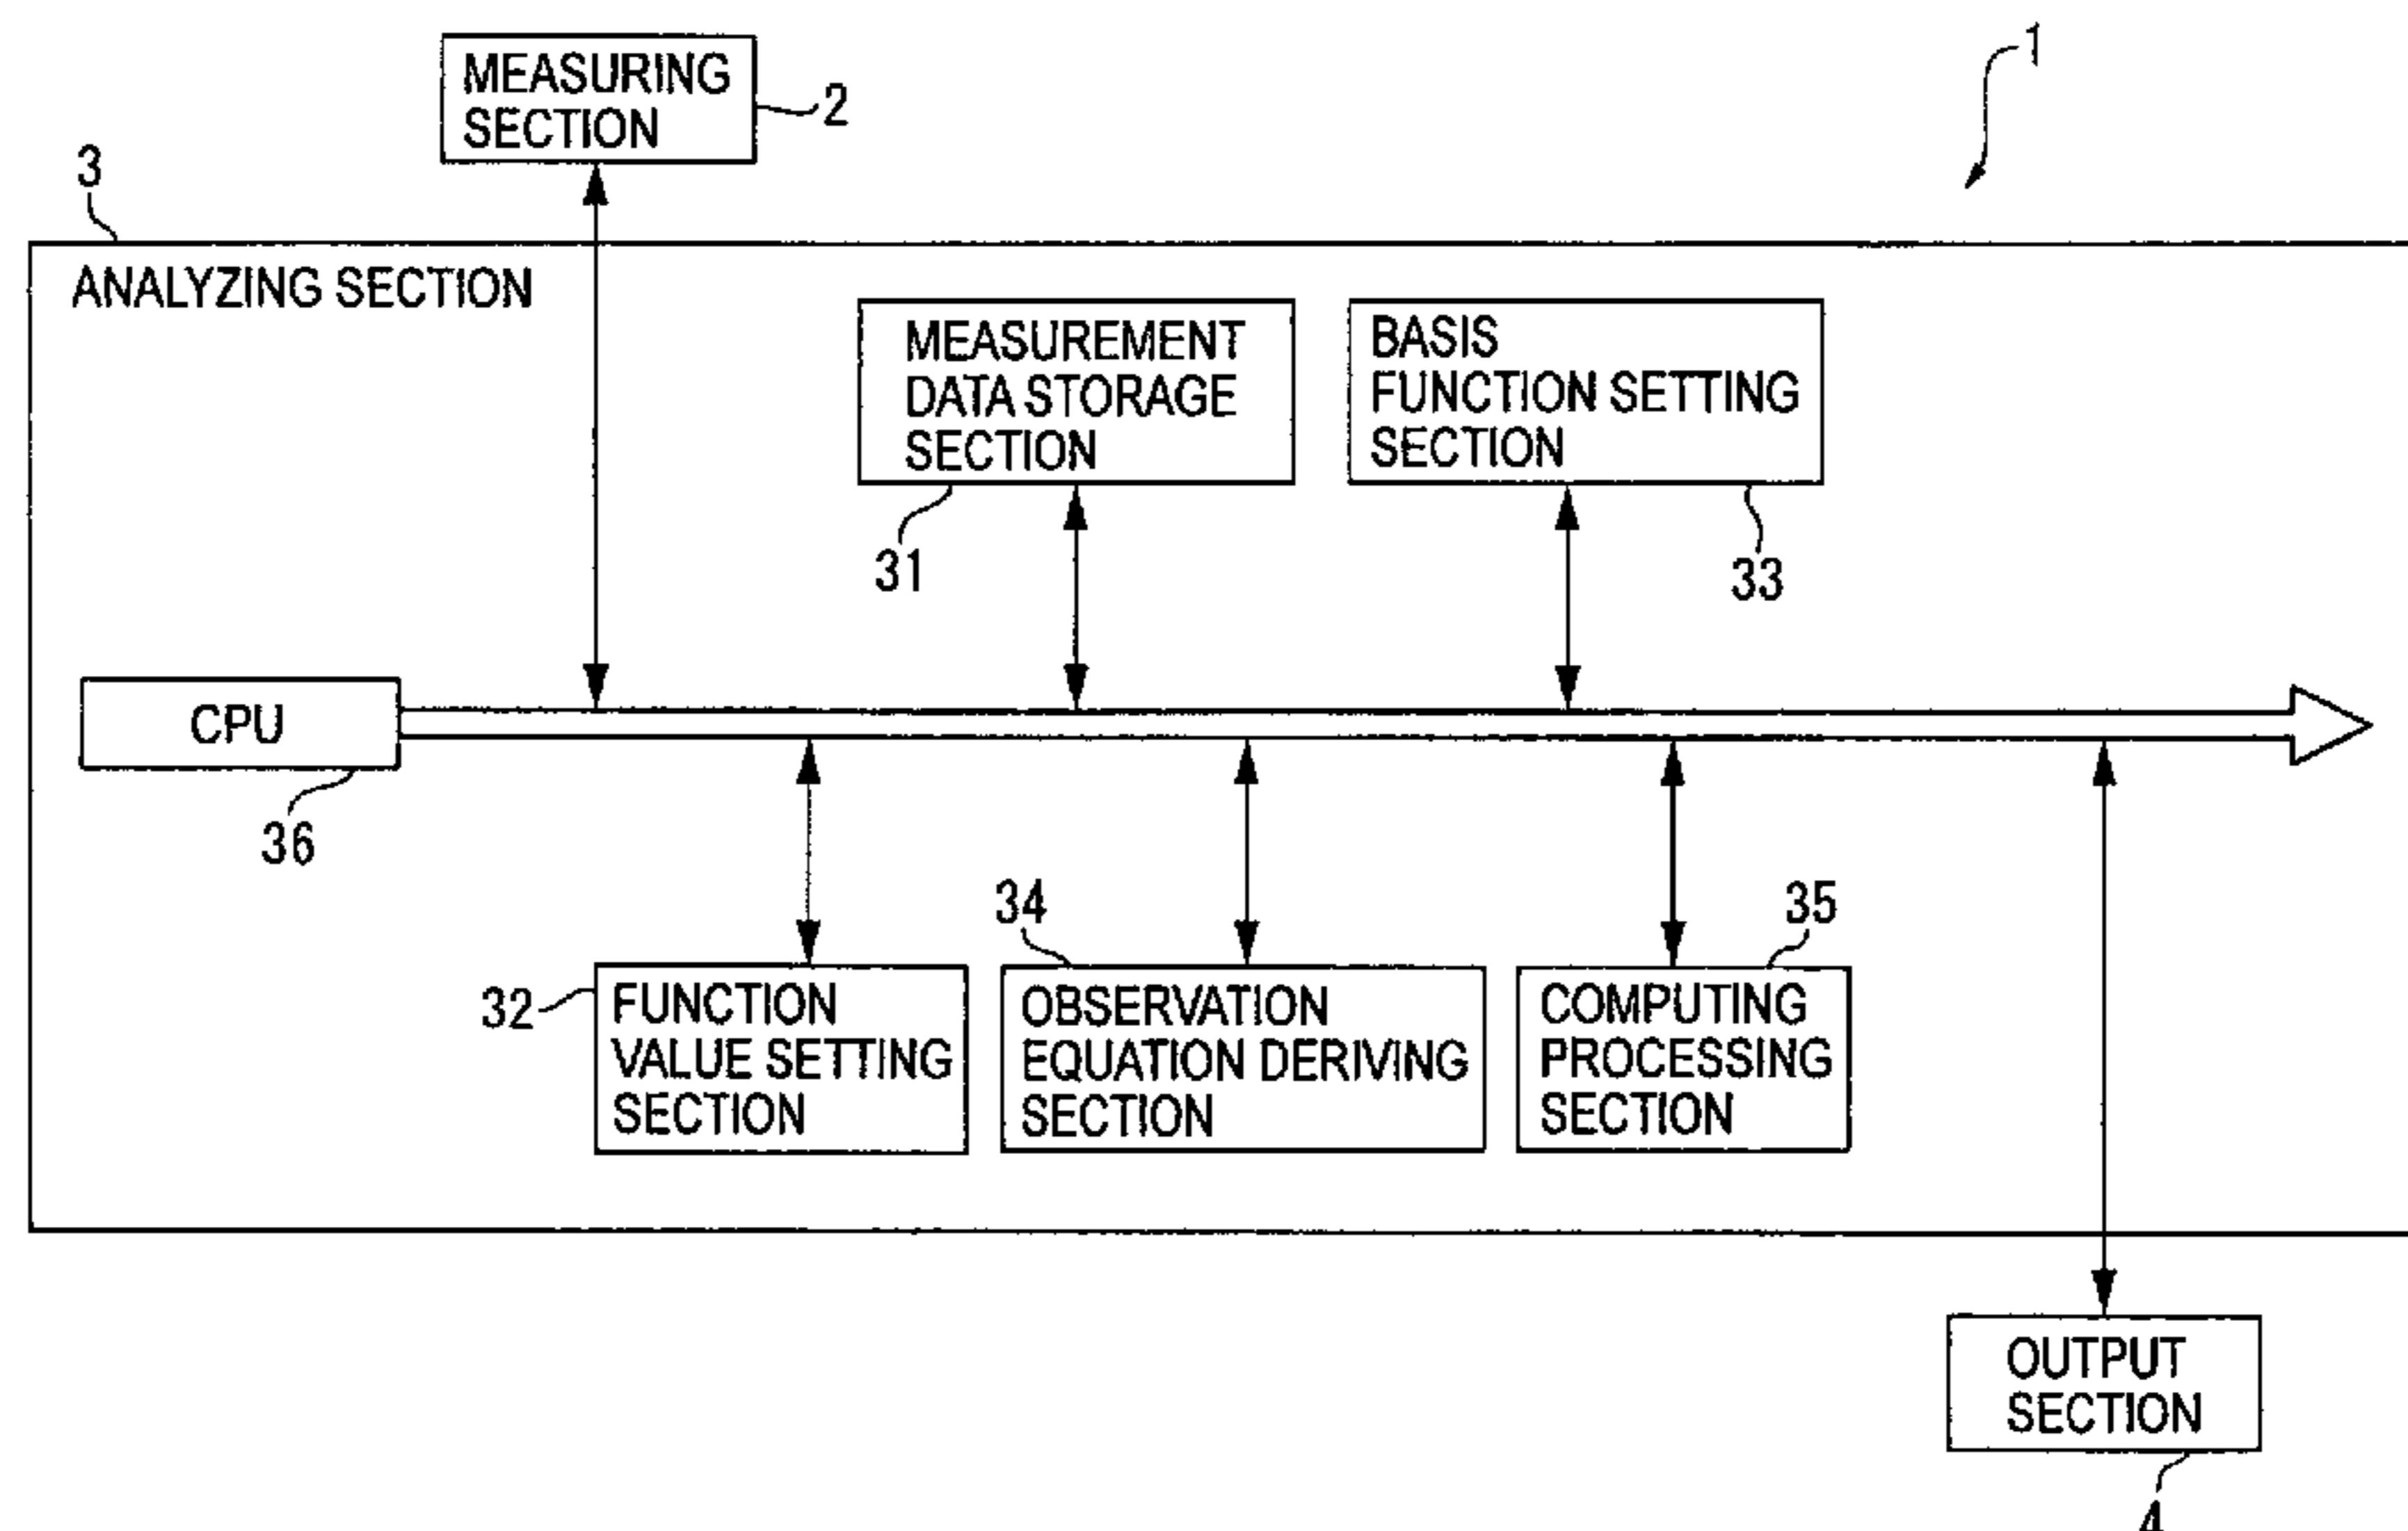 1
MEASURING
SECTION
2
3
ANALYZING SECTION
MEASUREMENT
DATA STORAGE
SECTION
31
BASIS
FUNCTION SETTING
SECTION
33
CPU
36
32
FUNCTION
VALUE SETTING
SECTION
34
OBSERVATION
EQUATION DERIVING
SECTION
35
COMPUTING
PROCESSING
SECTION
OUTPUT
SECTION
4